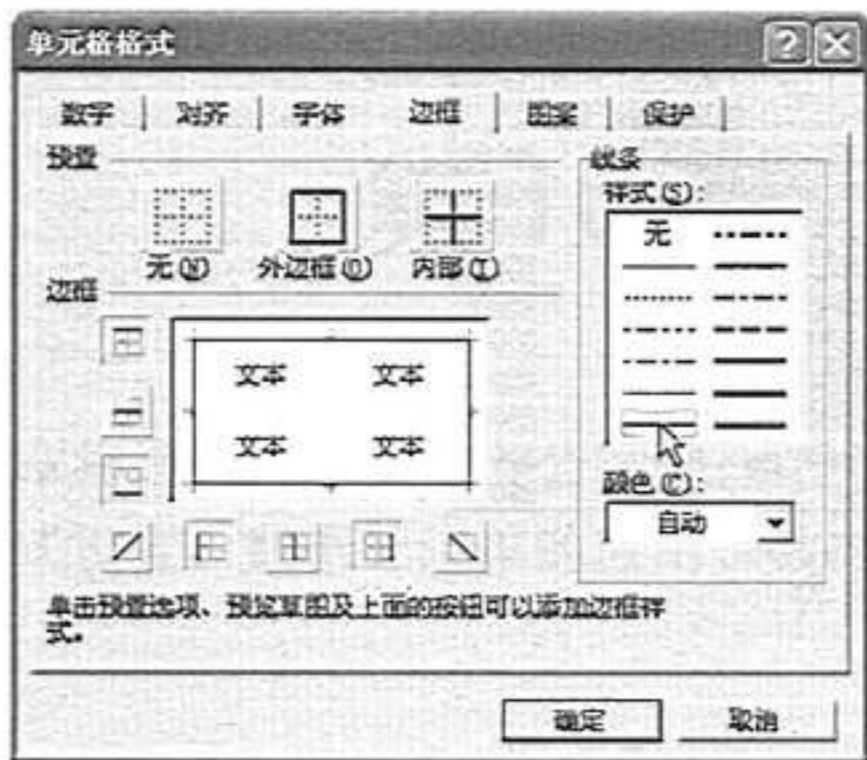 单元格格式
数字 对齐 字体 边框 图案 保护
预置
无(N) 外边框(O) 内部(I)
边框
文本 文本
文本 文本
线条
样式(S):
无
颜色(C):
自动
单击预置选项、预览草图及上面的按钮可以添加边框样
式。
确定 取消